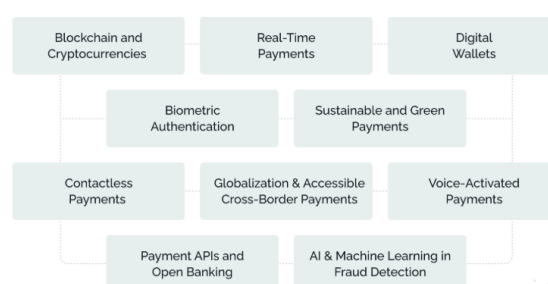 Blockchain and
Cryptocurrencies
Real-Time
Payments
Digital
Wallets
Biometric
Authentication
Sustainable and Green
Payments
Contactless
Payments
Globalization & Accessible
Cross-Border Payments
Voice-Activated
Payments
Payment APIs and
Open Banking
AI & Machine Learning in
Fraud Detection